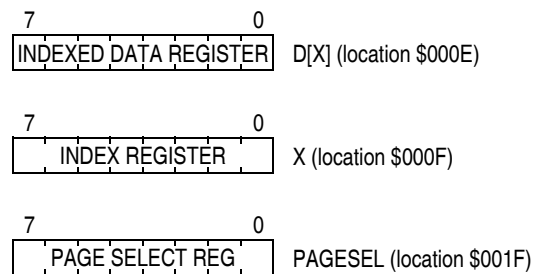 7 0
INDEXED DATA REGISTER D[X] (location $000E)
7 0
INDEX REGISTER X (location $000F)
7 0
PAGE SELECT REG PAGESEL (location $001F)